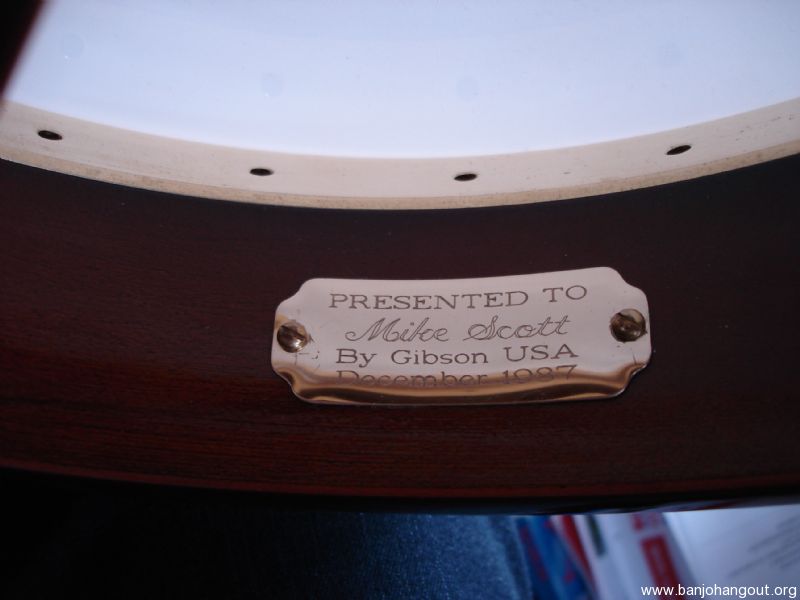 PRESENTED TO
Mike Scott
By Gibson USA
December 1987
www.banjohangout.org